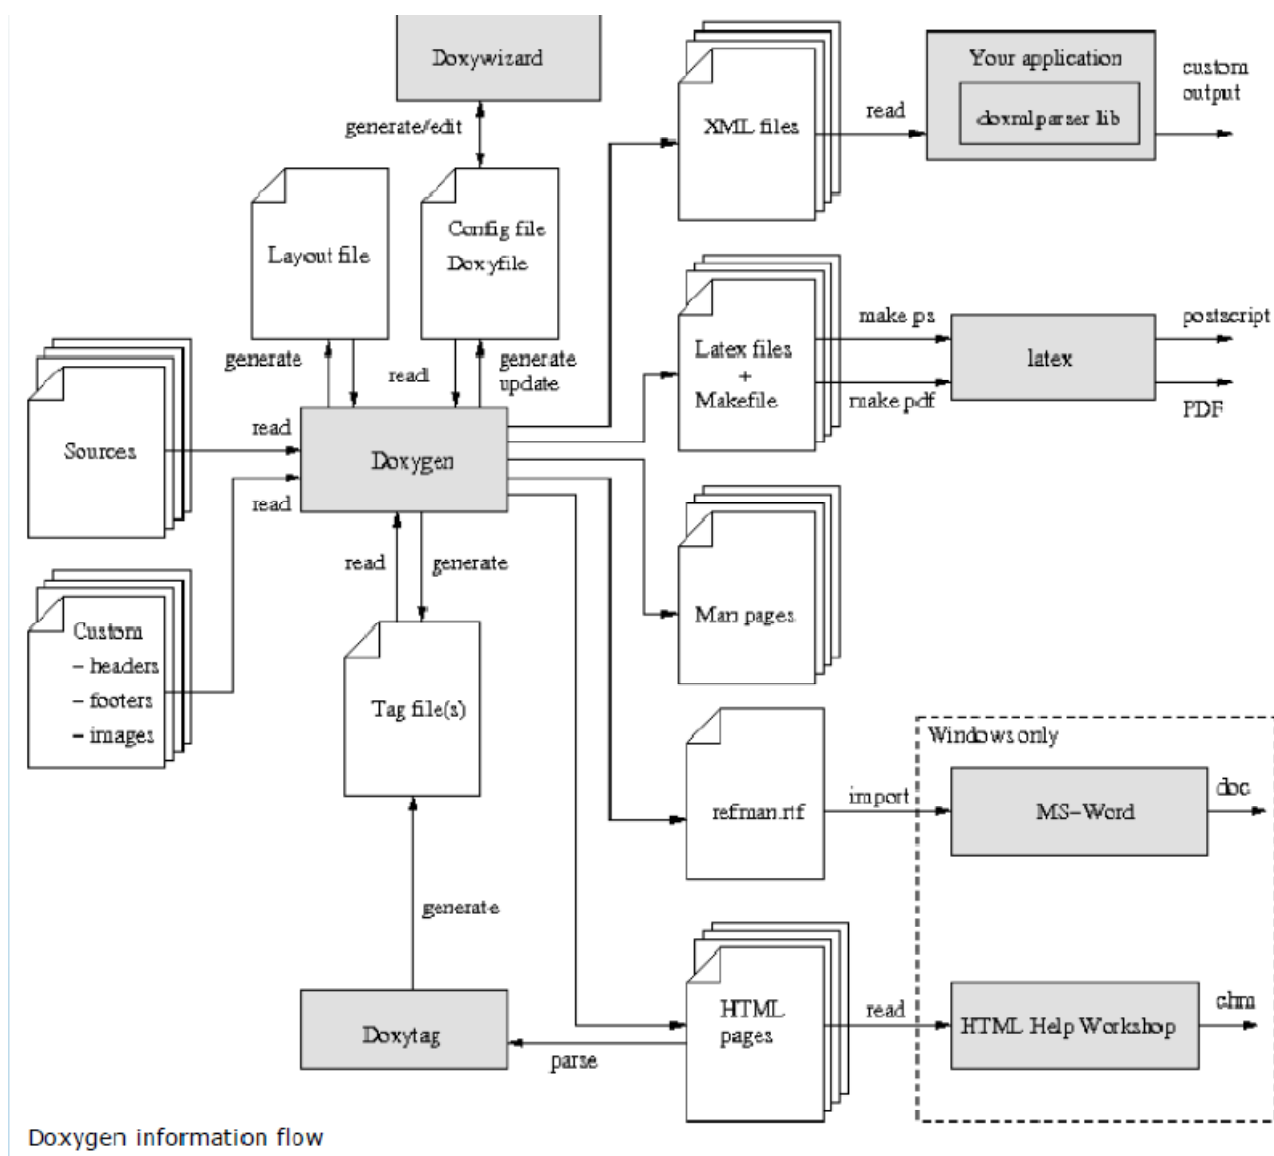 Doxywizard
generate/edit
Layout file
Config file
Doxyfile
generate
read
generate
update
Sources
read
Doxygen
read
Custom
– headers
– footers
– images
read
generate
Tag file(s)
generate
Doxytag
parse
XML files
read
Your application
doxmlparser lib
custom
output
Latex files
+
Makefile
make ps
make pdf
latex
postscript
PDF
Man pages
refman.rtf
import
Windows only
MS–Word
doc
HTML
pages
read
HTML Help Workshop
chm
Doxygen information flow